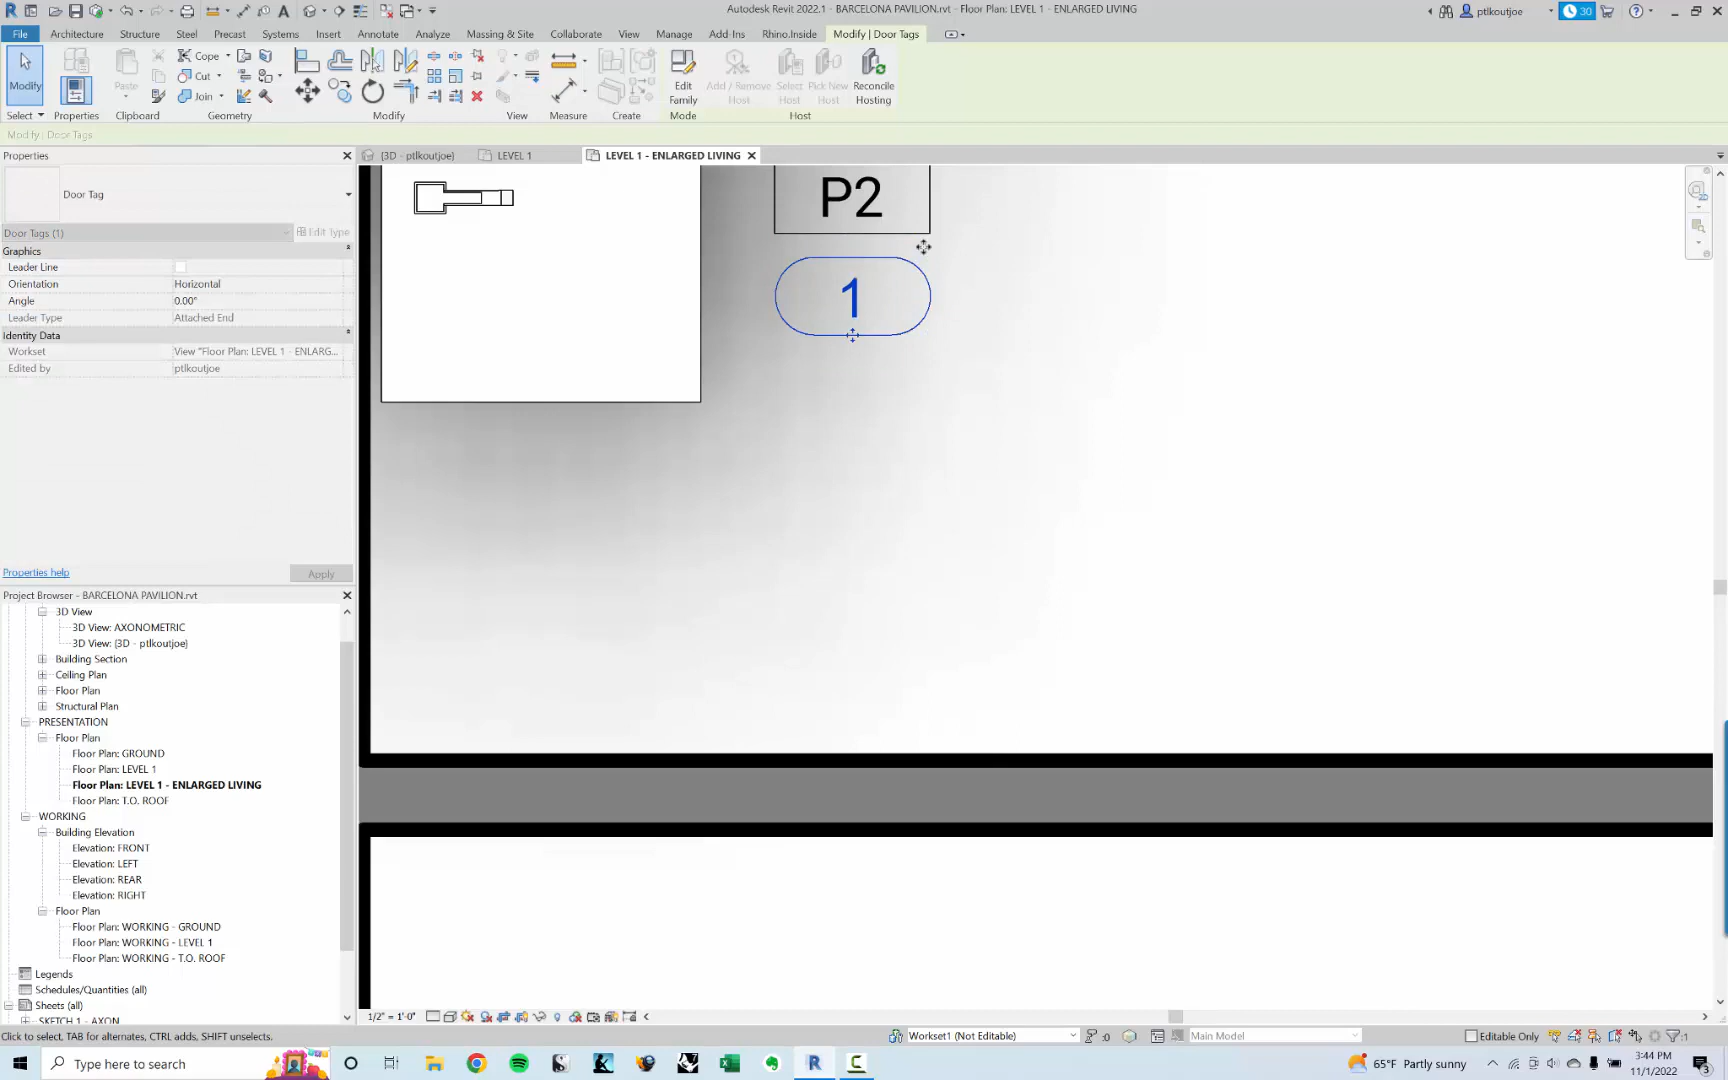 Autodesk Revit 2022.1 - BARCELONA PAVILION.rvt - Floor Plan: LEVEL 1 - ENLARGED LIVING
ptlkoutjoe
30
File Architecture Structure Steel Precast Systems Insert Annotate Analyze Massing & Site Collaborate View Manage Add-Ins Rhino.Inside Modify | Door Tags
Modify
Paste
Cope
Cut
Join
Edit Family
Add / Remove Host
Select Host
Pick New Host
Reconcile Hosting
Select Properties Clipboard Geometry Modify View Measure Create Mode Host
Modify | Door Tags
Properties
{3D - ptlkoutjoe}
LEVEL 1
LEVEL 1 - ENLARGED LIVING
Door Tag
Door Tags (1)
Edit Type
Graphics
Leader Line
Orientation Horizontal
Angle 0.00°
Leader Type Attached End
Identity Data
Workset View "Floor Plan: LEVEL 1 - ENLARG...
Edited by ptlkoutjoe
P2
1
Properties help
Apply
Project Browser - BARCELONA PAVILION.rvt
3D View
3D View: AXONOMETRIC
3D View: {3D - ptlkoutjoe}
Building Section
Ceiling Plan
Floor Plan
Structural Plan
PRESENTATION
Floor Plan
Floor Plan: GROUND
Floor Plan: LEVEL 1
Floor Plan: LEVEL 1 - ENLARGED LIVING
Floor Plan: T.O. ROOF
WORKING
Building Elevation
Elevation: FRONT
Elevation: LEFT
Elevation: REAR
Elevation: RIGHT
Floor Plan
Floor Plan: WORKING - GROUND
Floor Plan: WORKING - LEVEL 1
Floor Plan: WORKING - T.O. ROOF
Legends
Schedules/Quantities (all)
Sheets (all)
SKETCH 1 - AXON
1/2" = 1'-0"
Click to select, TAB for alternates, CTRL adds, SHIFT unselects.
Workset1 (Not Editable)
:0
Main Model
Editable Only
:1
Type here to search
65°F Partly sunny
3:44 PM
11/1/2022
3